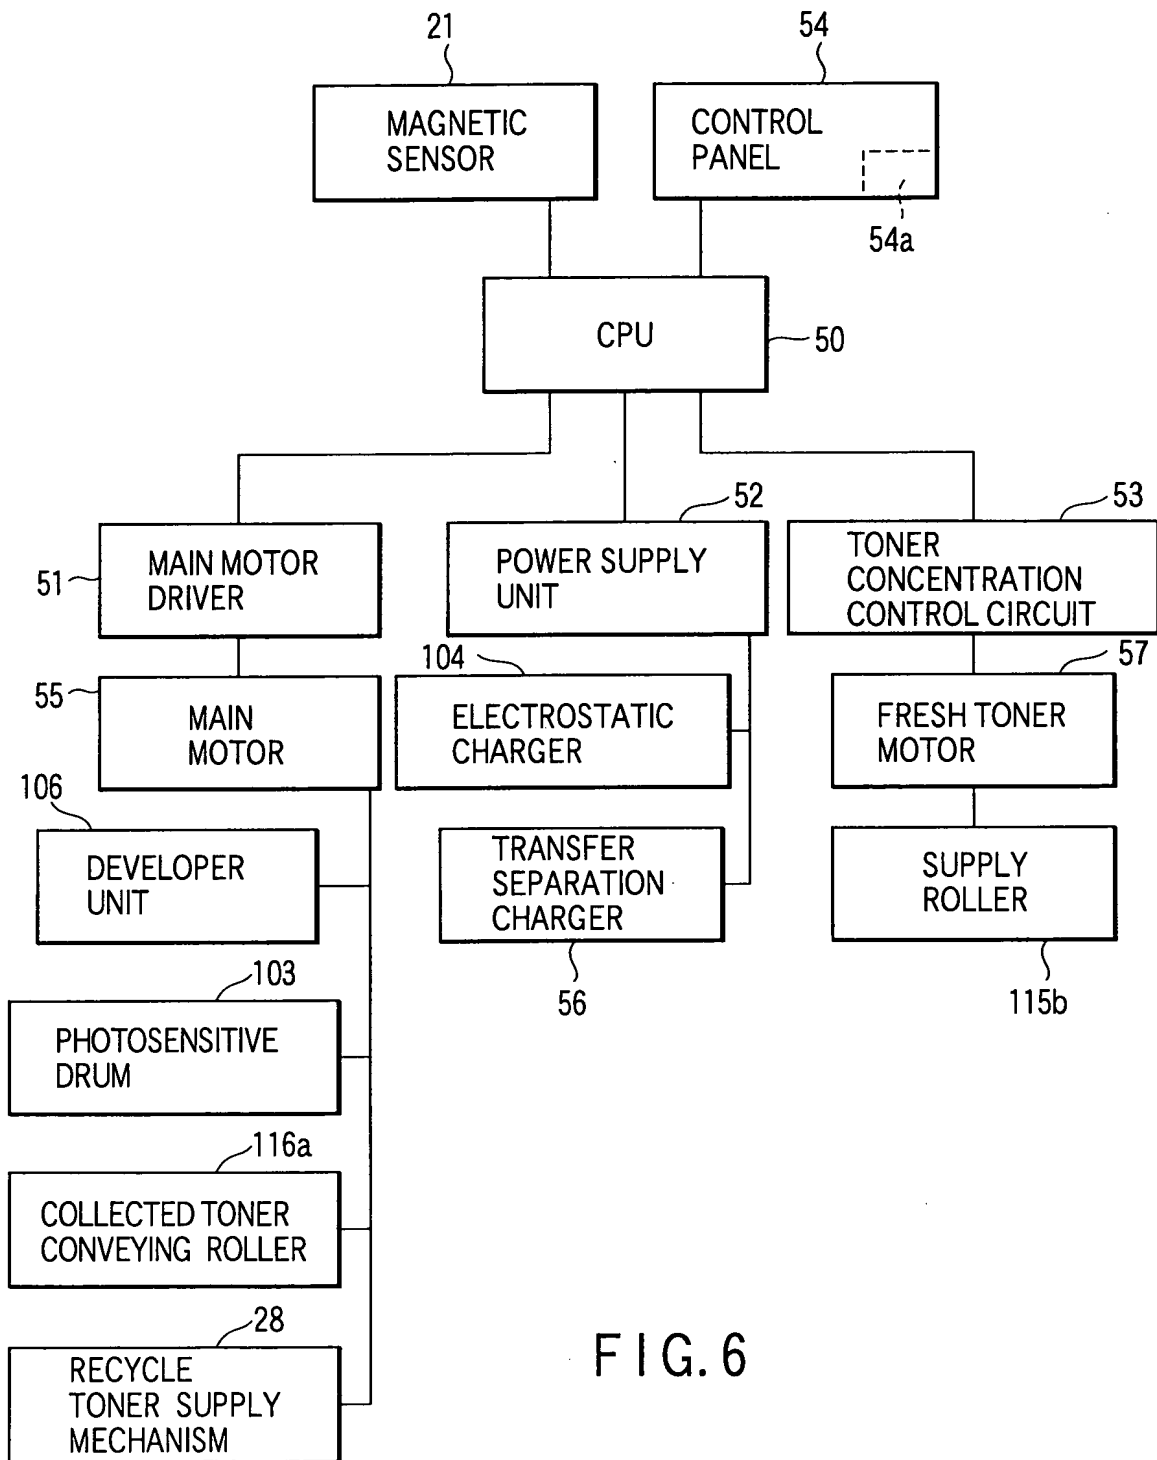 21
54
MAGNETIC
SENSOR
CONTROL
PANEL
54a
CPU
50
52
53
51
MAIN MOTOR
DRIVER
POWER SUPPLY
UNIT
TONER
CONCENTRATION
CONTROL CIRCUIT
55
MAIN
MOTOR
104
ELECTROSTATIC
CHARGER
57
FRESH TONER
MOTOR
106
DEVELOPER
UNIT
TRANSFER
SEPARATION
CHARGER
56
SUPPLY
ROLLER
115b
103
PHOTOSENSITIVE
DRUM
116a
COLLECTED TONER
CONVEYING ROLLER
28
RECYCLE
TONER SUPPLY
MECHANISM
FIG. 6